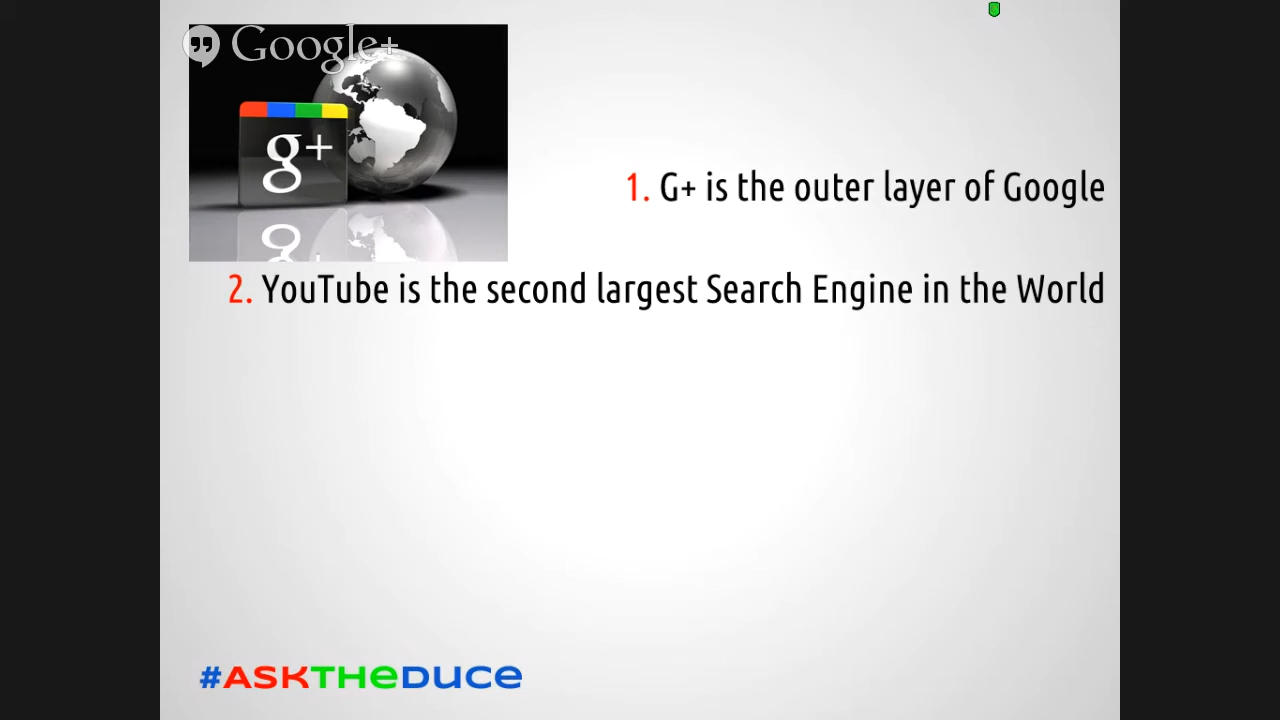 Google+
g+
1. G+ is the outer layer of Google
2. YouTube is the second largest Search Engine in the World
#ASKTHEDUCE